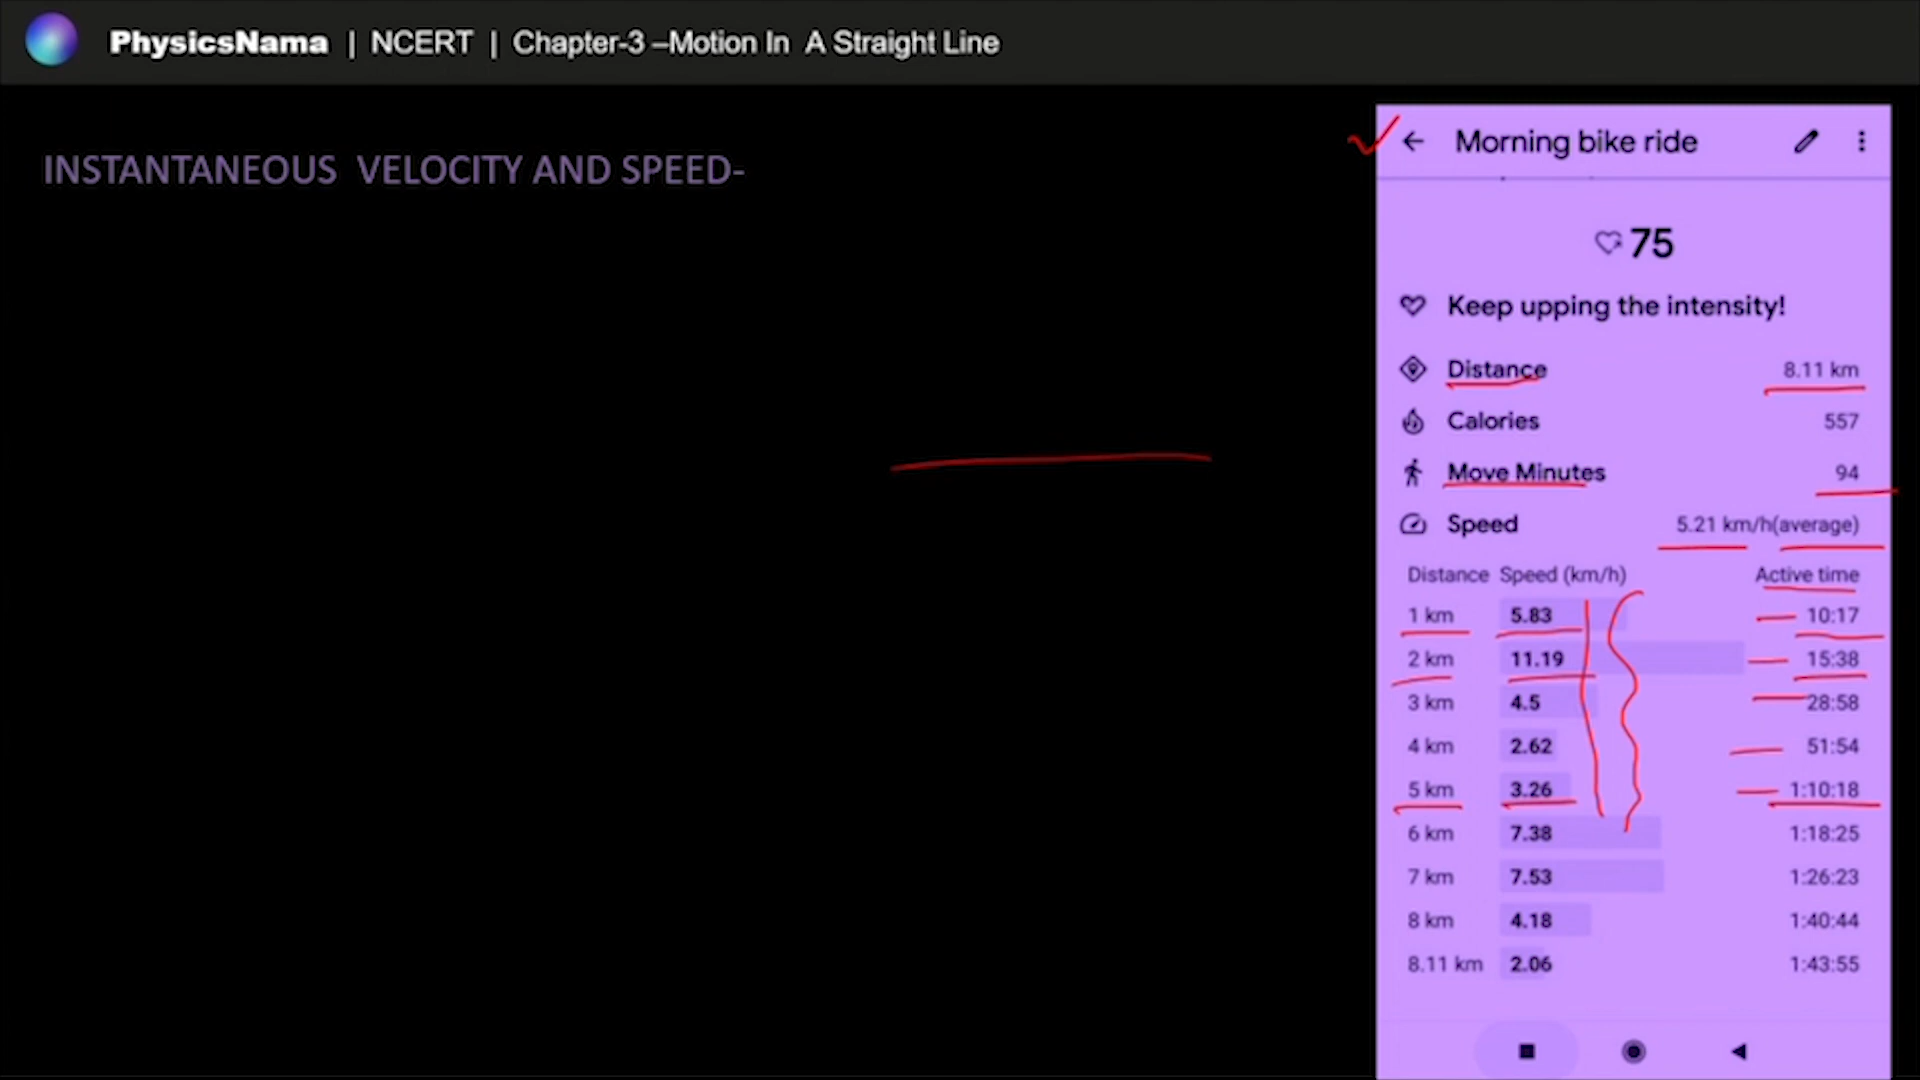 PhysicsNama | NCERT | Chapter-3 –Motion In A Straight Line
INSTANTANEOUS VELOCITY AND SPEED-
Morning bike ride
75
Keep upping the intensity!
Distance 8.11 km
Calories 557
Move Minutes 94
Speed 5.21 km/h(average)
Distance Speed (km/h) Active time
1 km 5.83 10:17
2 km 11.19 15:38
3 km 4.5 28:58
4 km 2.62 51:54
5 km 3.26 1:10:18
6 km 7.38 1:18:25
7 km 7.53 1:26:23
8 km 4.18 1:40:44
8.11 km 2.06 1:43:55